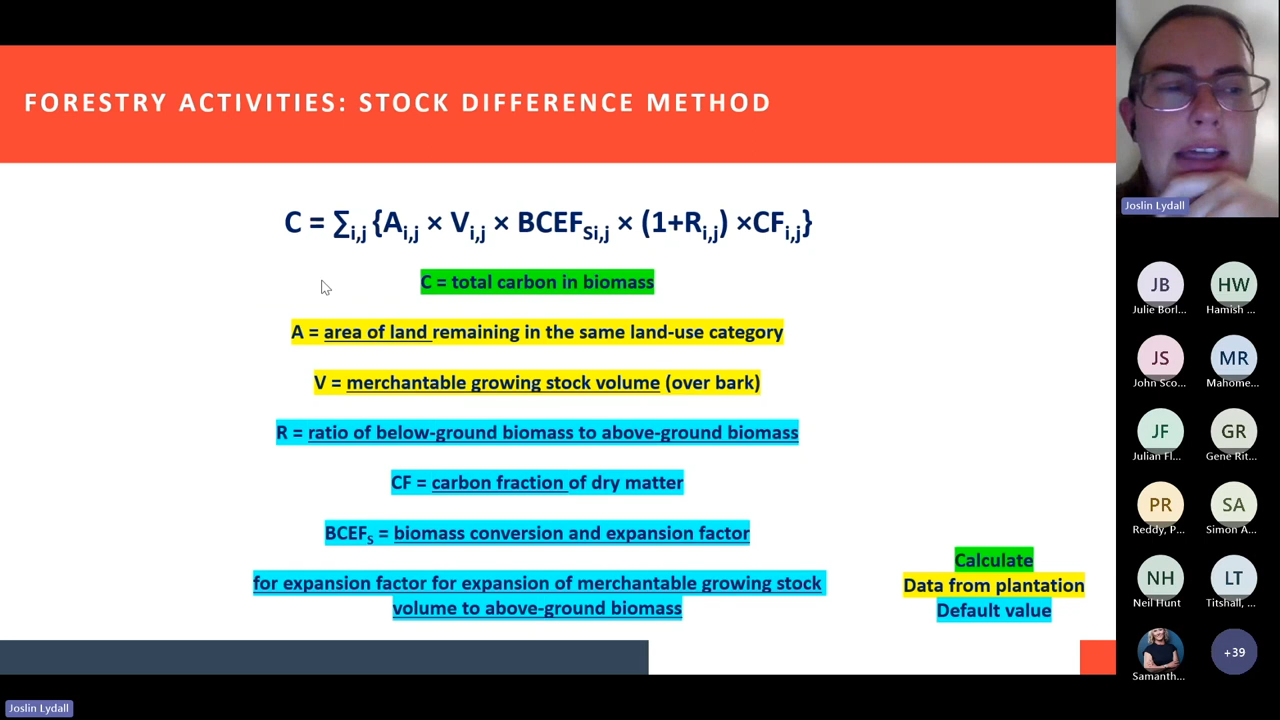 FORESTRY ACTIVITIES: STOCK DIFFERENCE METHOD
C = ∑i,j {Ai,j × Vi,j × BCEFSi,j × (1+Ri,j) ×CFi,j}
C = total carbon in biomass
A = area of land remaining in the same land-use category
V = merchantable growing stock volume (over bark)
R = ratio of below-ground biomass to above-ground biomass
CF = carbon fraction of dry matter
BCEFS = biomass conversion and expansion factor
for expansion factor for expansion of merchantable growing stock
volume to above-ground biomass
Calculate
Data from plantation
Default value
Joslin Lydall
JB
Julie Borl...
HW
Hamish ...
JS
John Sco...
MR
Mahome...
JF
Julian Fl...
GR
Gene Rit...
PR
Reddy, P...
SA
Simon A...
NH
Neil Hunt
LT
Titshall, ...
Samanth...
+39
Joslin Lydall